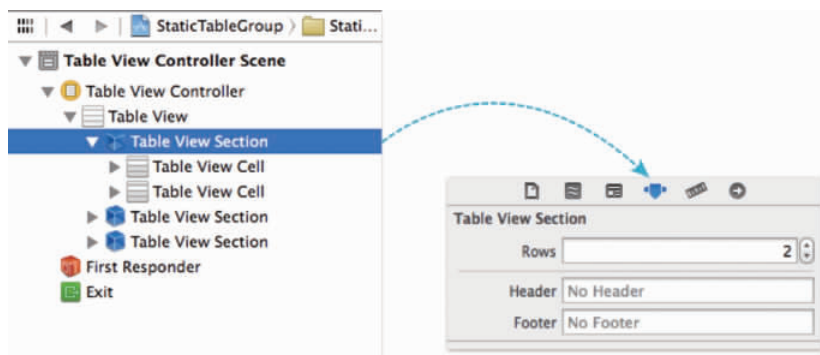 StaticTableGroup Stati...
Table View Controller Scene
Table View Controller
Table View
Table View Section
Table View Cell
Table View Cell
Table View Section
Table View Section
First Responder
Exit
Table View Section
Rows 2
Header No Header
Footer No Footer